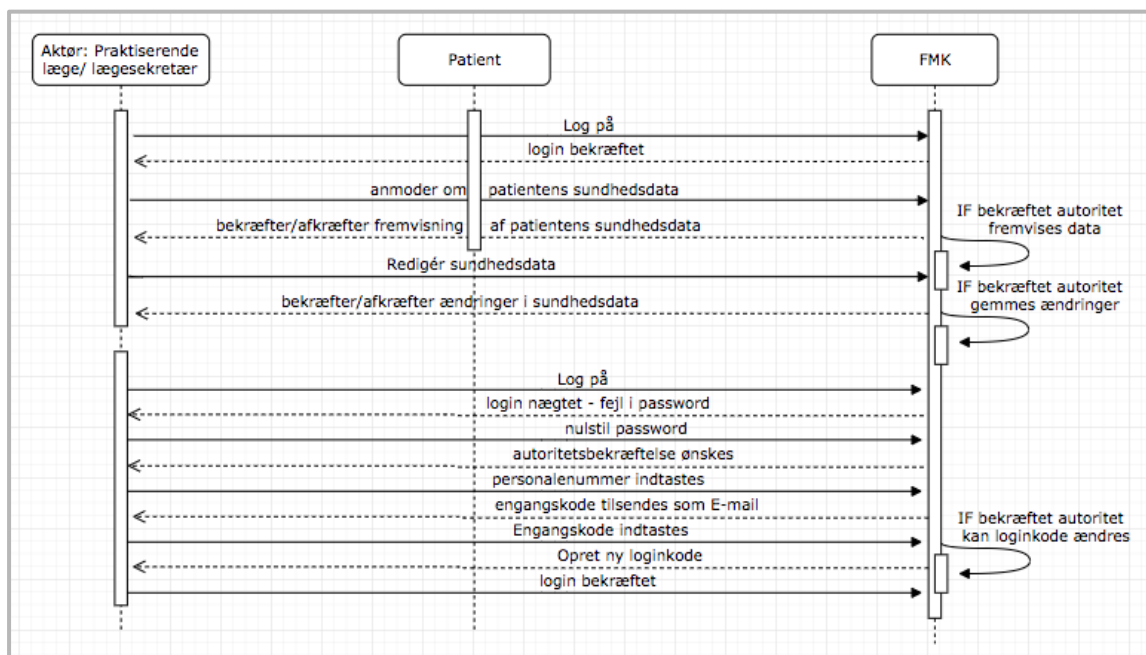 Aktør: Praktiserende
læge/ lægesekretær
Patient
FMK
Log på
login bekræftet
anmoder om patientens sundhedsdata
bekræfter/afkræfter fremvisning af patientens sundhedsdata
IF bekræftet autoritet
fremvises data
Redigér sundhedsdata
bekræfter/afkræfter ændringer i sundhedsdata
IF bekræftet autoritet
gemmes ændringer
Log på
login nægtet - fejl i password
nulstil password
autoritetsbekræftelse ønskes
personalenummer indtastes
engangskode tilsendes som E-mail
Engangskode indtastes
IF bekræftet autoritet
kan loginkode ændres
Opret ny loginkode
login bekræftet